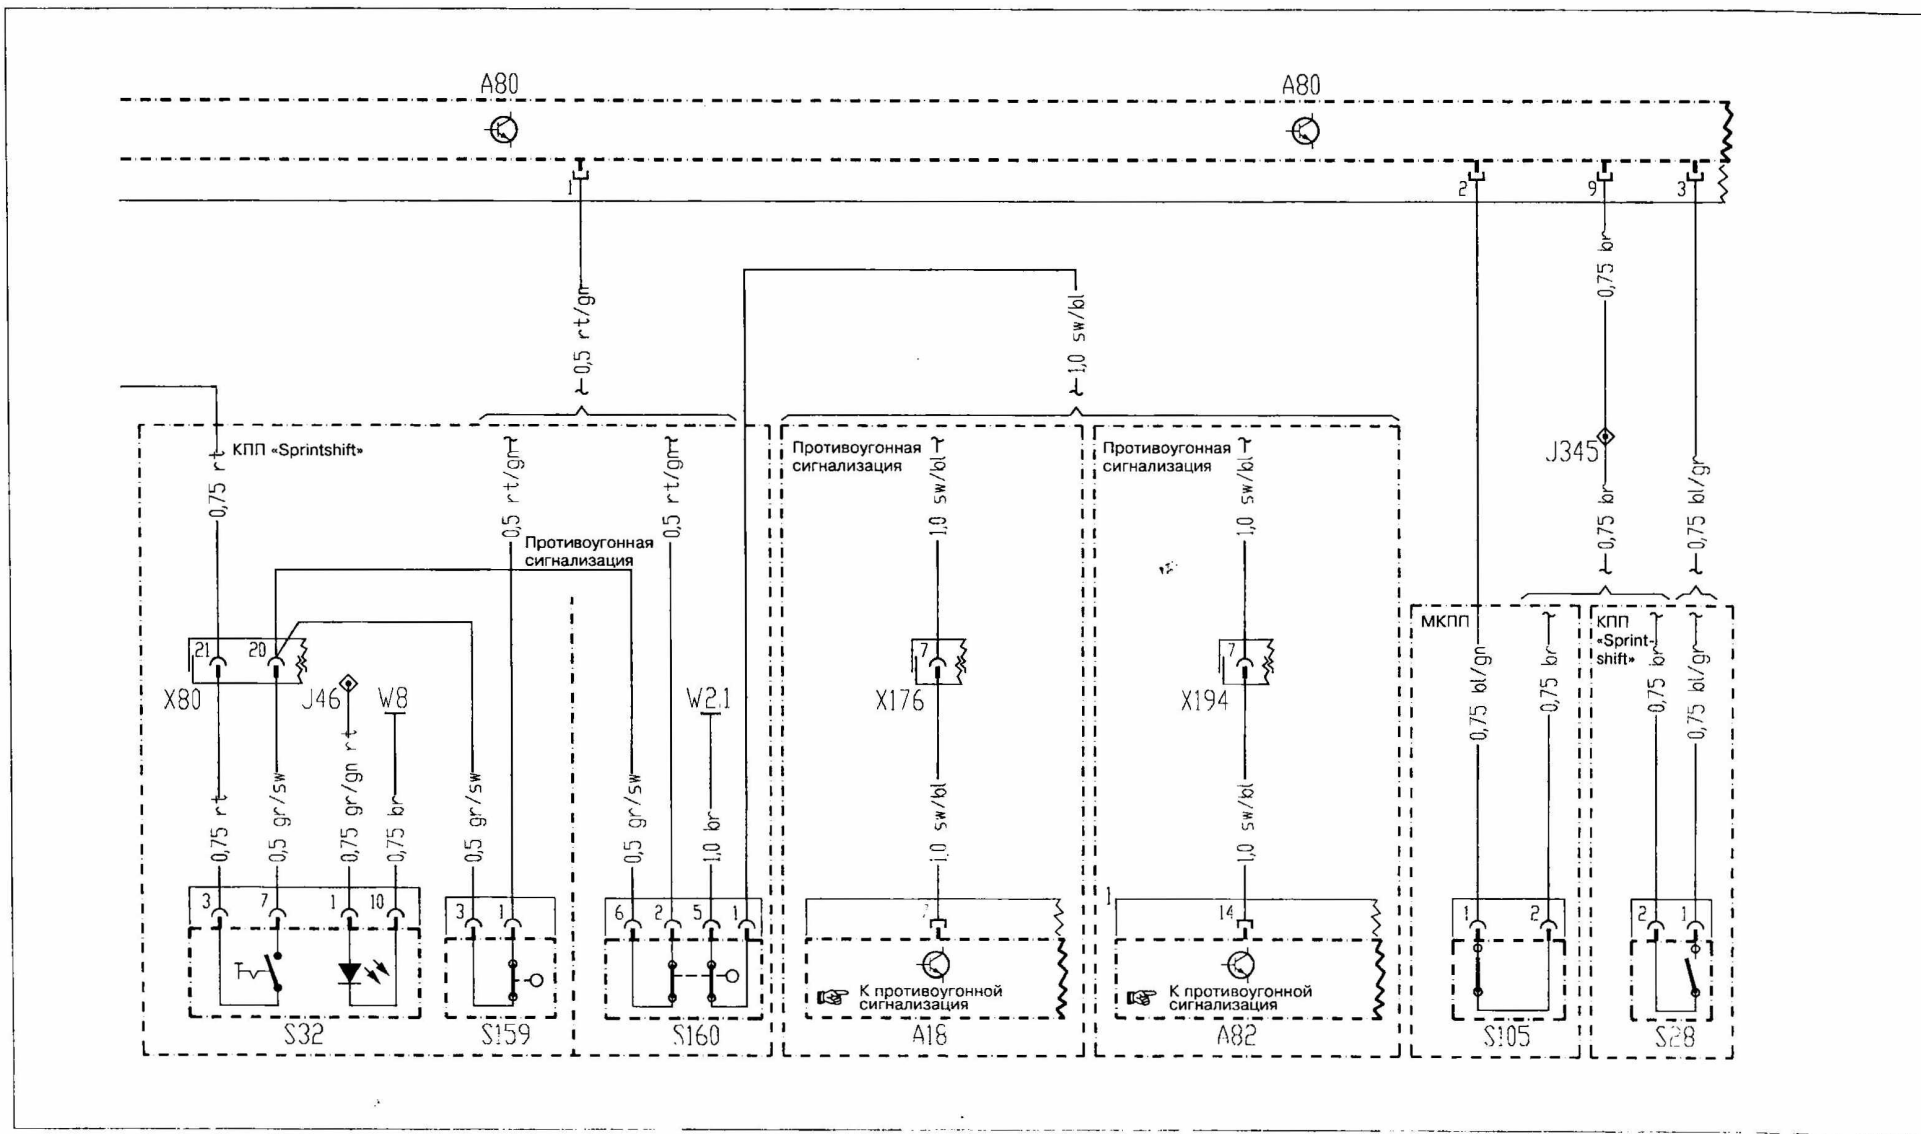 A80
A80
1
2
9
3
0,5 rt/gn
1,0 sw/bl
0,75 br
J345
0,75 br
0,75 bl/gr
КПП «Sprintshift»
0,75 rt
0,5 rt/gn
0,5 rt/gn
Противоугонная
сигнализация
Противоугонная
сигнализация
1,0 sw/bl
Противоугонная
сигнализация
1,0 sw/bl
МКПП
КПП
«Sprint-
shift»
21
20
X80
J46
W8
W2.1
7
X176
7
X194
0,75 bl/gn
0,75 br
0,75 br
0,75 bl/gr
0,75 rt
0,5 gr/sw
0,75 gr/gn rt
0,75 br
0,5 gr/sw
0,5 gr/sw
1,0 br
1,0 sw/bl
1,0 sw/bl
3
7
1
10
3
1
6
2
5
1
14
1
2
2
1
К противоугонной
сигнализация
К противоугонной
сигнализация
S32
S159
S160
A18
A82
S105
S28